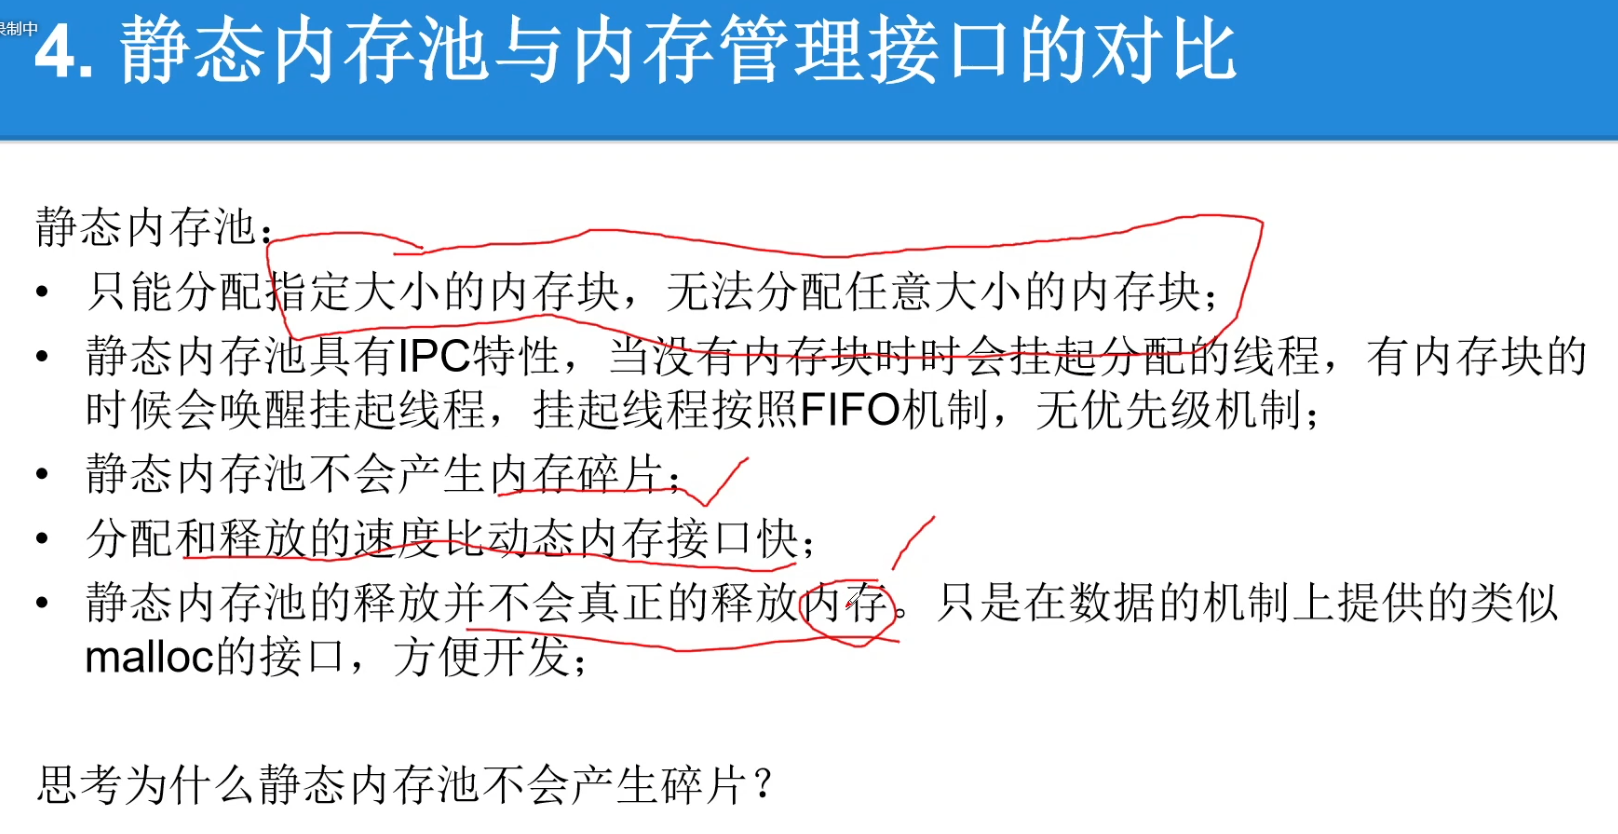 录制中
4. 静态内存池与内存管理接口的对比
静态内存池：
• 只能分配指定大小的内存块，无法分配任意大小的内存块；
• 静态内存池具有IPC特性，当没有内存块时时会挂起分配的线程，有内存块的
时候会唤醒挂起线程，挂起线程按照FIFO机制，无优先级机制；
• 静态内存池不会产生内存碎片；
• 分配和释放的速度比动态内存接口快；
• 静态内存池的释放并不会真正的释放内存。只是在数据的机制上提供的类似
malloc的接口，方便开发；
思考为什么静态内存池不会产生碎片？